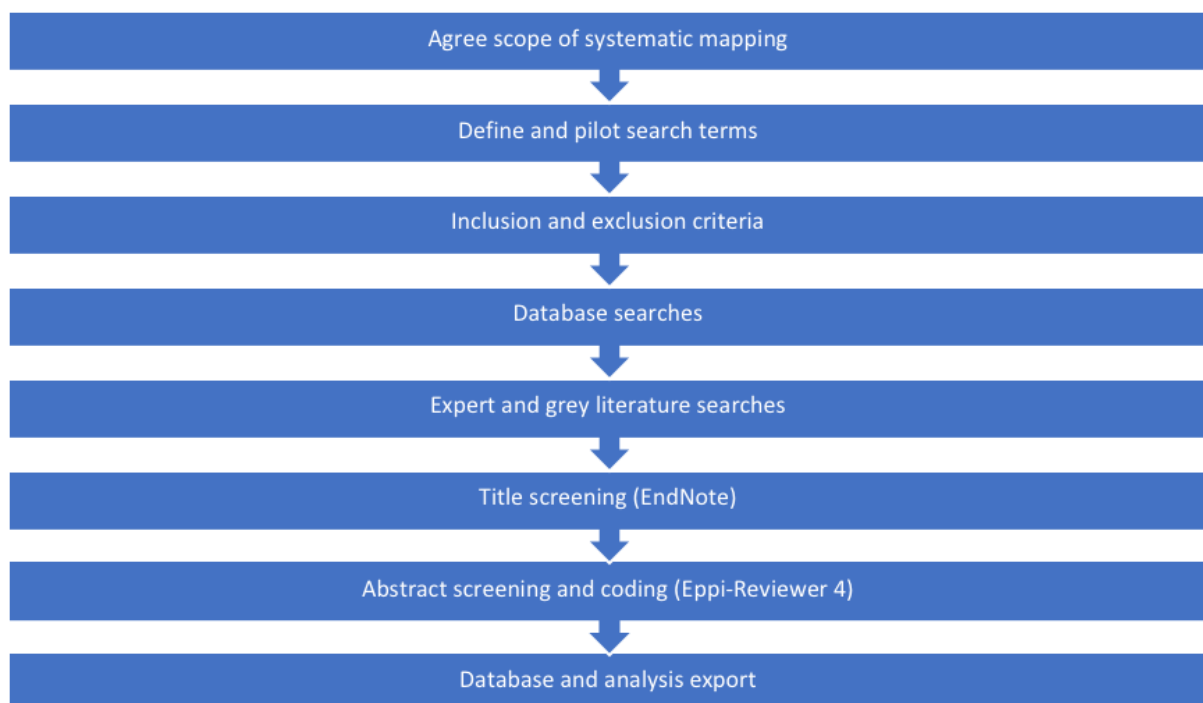 Agree scope of systematic mapping
Define and pilot search terms
Inclusion and exclusion criteria
Database searches
Expert and grey literature searches
Title screening (EndNote)
Abstract screening and coding (Eppi-Reviewer 4)
Database and analysis export